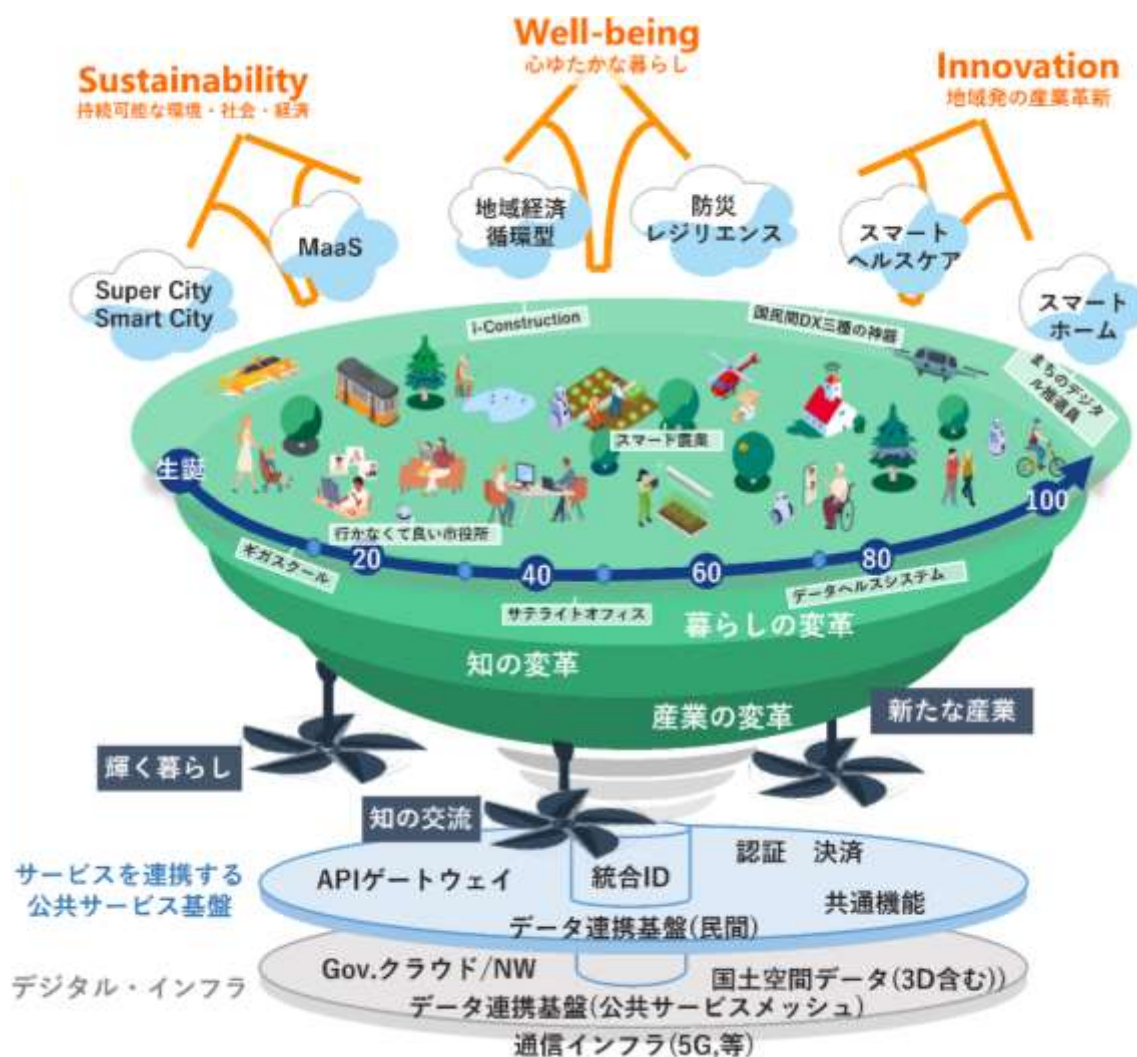 Well-being
心ゆたかな暮らし
Sustainability
持続可能な環境・社会・経済
Innovation
地域発の産業革新
地域経済
循環型
防災
レジリエンス
MaaS
スマート
ヘルスケア
Super City
Smart City
スマート
ホーム
i-Construction
国民間DX三種の神器
まちのデジタ
ル推進員
スマード農業
生誕
100
行かなくて良い市役所
20
40
60
80
ギガスクール
サテライトオフィス
データヘルスシステム
暮らしの変革
知の変革
産業の変革
新たな産業
輝く暮らし
知の交流
サービスを連携する
公共サービス基盤
APIゲートウェイ
統合ID
認証 決済
共通機能
データ連携基盤(民間)
デジタル・インフラ
Gov.クラウド/NW
国土空間データ(3D含む))
データ連携基盤(公共サービスメッシュ)
通信インフラ(5G,等)